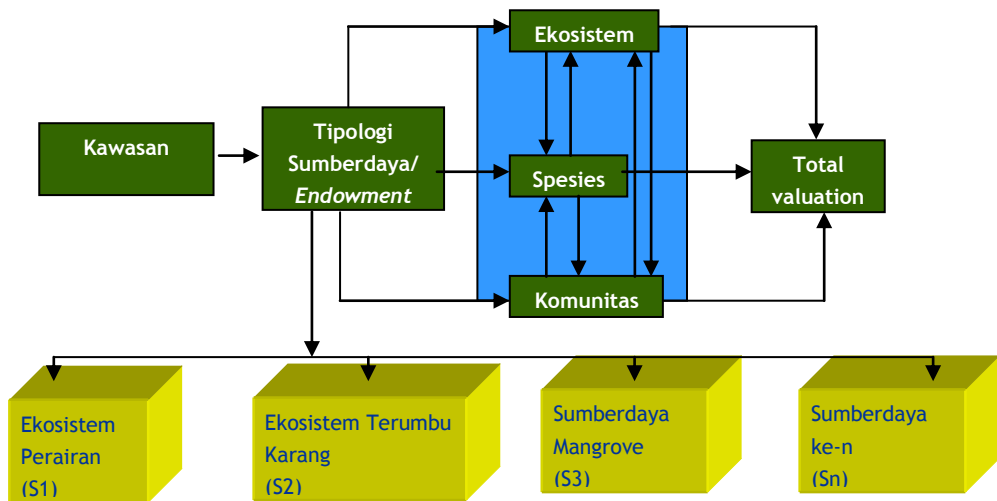 Ekosistem
Kawasan
Tipologi
Sumberdaya/
Endowment
Spesies
Total
valuation
Komunitas
Ekosistem
Perairan
(S1)
Ekosistem Terumbu
Karang
(S2)
Sumberdaya
Mangrove
(S3)
Sumberdaya
ke-n
(Sn)